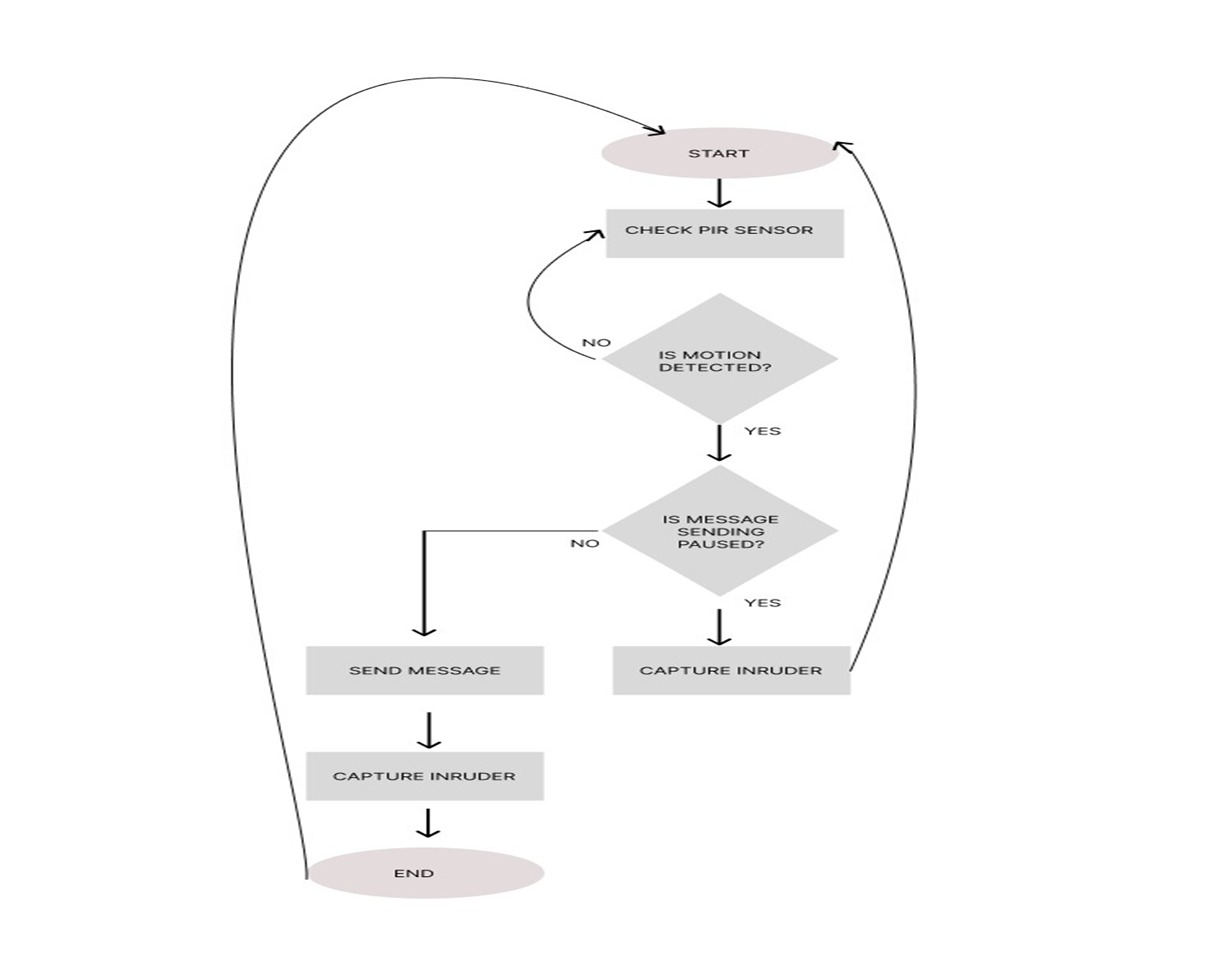 START
CHECK PIR SENSOR
NO
IS MOTION
DETECTED?
YES
IS MESSAGE
SENDING
PAUSED?
NO
YES
SEND MESSAGE
CAPTURE INRUDER
CAPTURE INRUDER
END